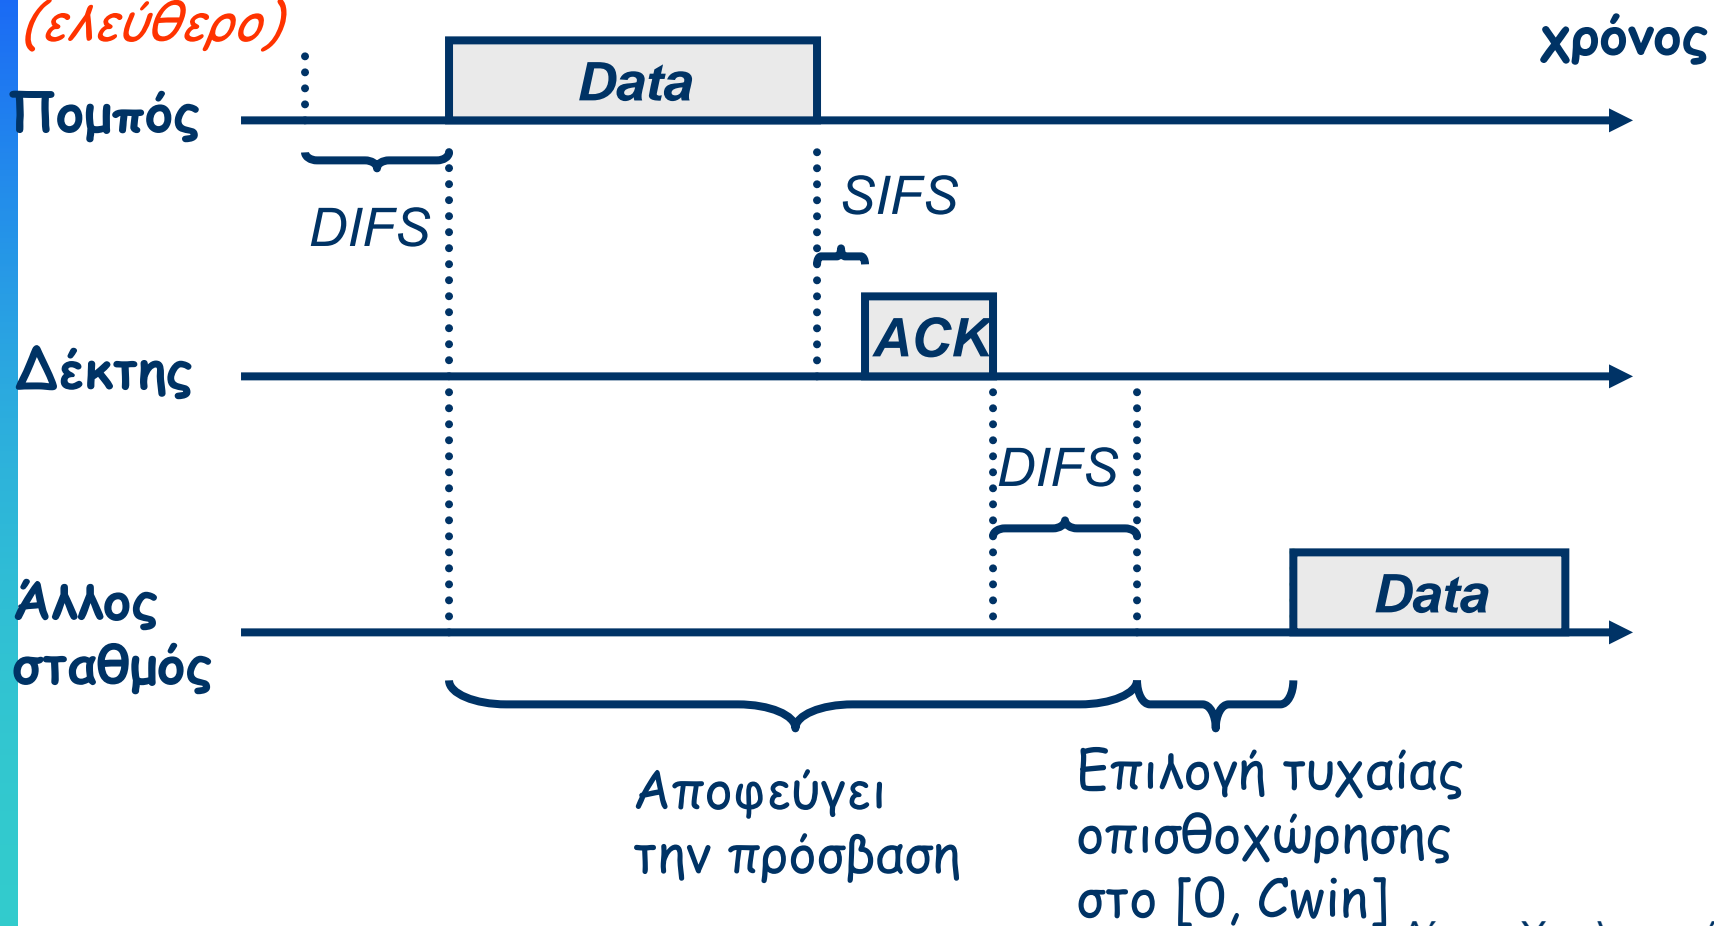 (ελεύθερο)
χρόνος
Data
Πομπός
SIFS
DIFS
ACK
Δέκτης
DIFS
Data
Άλλος
σταθμός
Αποφεύγει
την πρόσβαση
Επιλογή τυχαίας
οπισθοχώρησης
στο [0, Cwin]